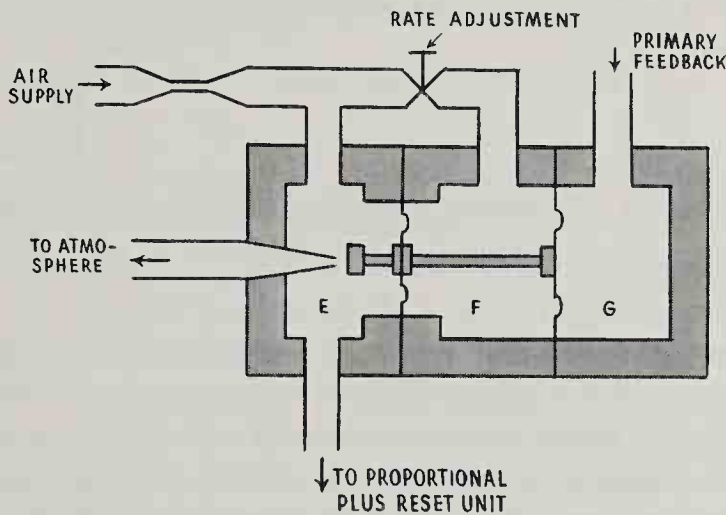 RATE ADJUSTMENT
PRIMARY
FEEDBACK
AIR
SUPPLY
TO ATMO-
SPHERE
E
F
G
TO PROPORTIONAL
PLUS RESET UNIT